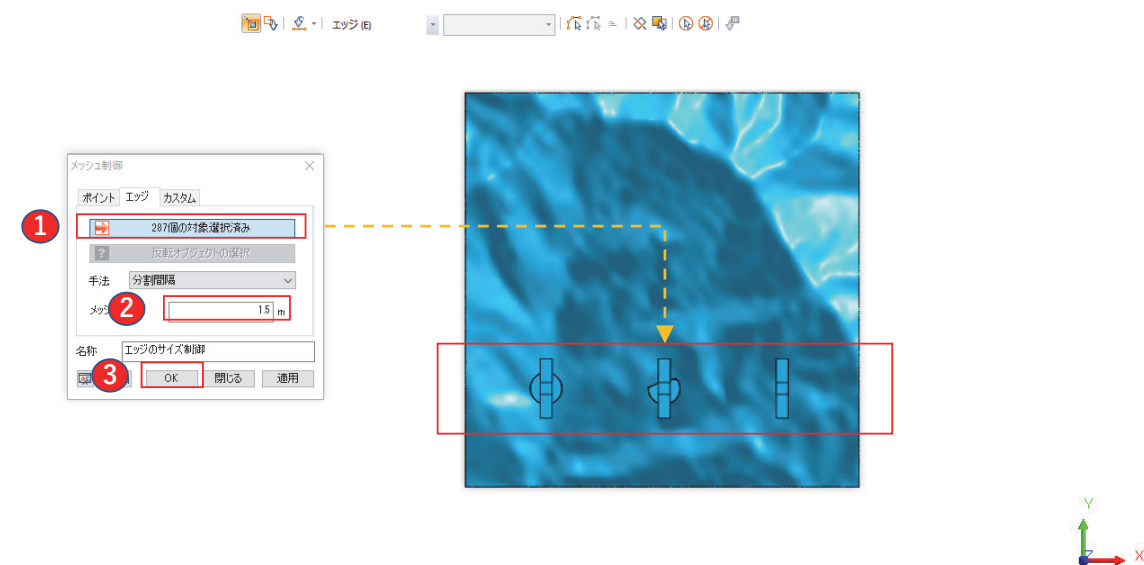 エッジ (E)
メッシュ制御
ポイント エッジ カスタム
1
287個の対象選択済み
反転オブジェクトの選択
手法 分割間隔
メッシ 2 1.5 m
名称 エッジのサイズ制御
3 OK 閉じる 適用
Y
Z X